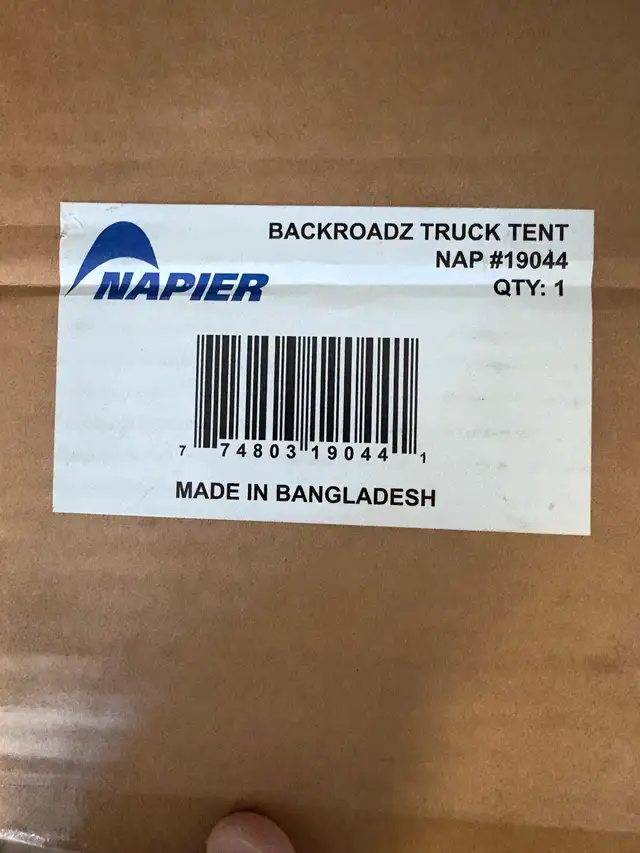 NAPIER
BACKROADZ TRUCK TENT
NAP #19044
QTY: 1
7 74803 19044 1
MADE IN BANGLADESH